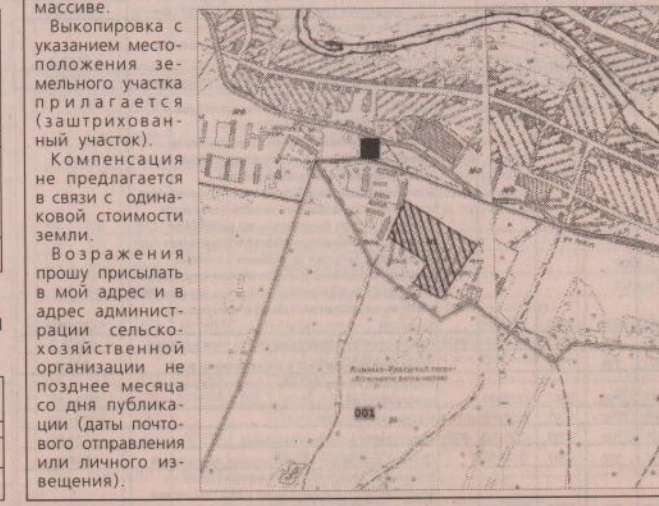 массиве.
Выкопировка с
указанием место-
положения зе-
мельного участка
прилагается
(заштрихован-
ный участок).
Компенсация
не предлагается
в связи с одина-
ковой стоимости
земли.
Возражения
прошу присылать
в мой адрес и в
адрес админист-
рации сельско-
хозяйственной
организации не
позднее месяца
со дня публика-
ции (даты почто-
вого отправления
или личного из-
вещения).
001